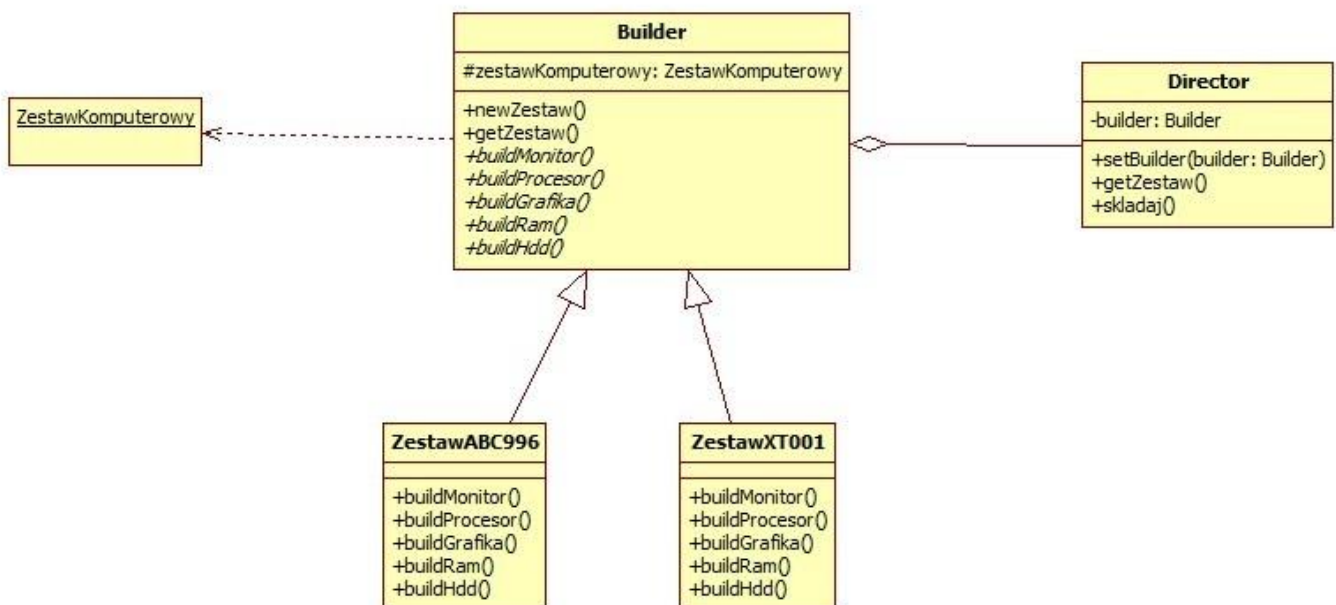 Builder
#zestawKomputerowy: ZestawKomputerowy
+newZestaw()
+getZestaw()
+buildMonitor()
+buildProcesor()
+buildGrafika()
+buildRam()
+buildHdd()
ZestawKomputerowy
Director
-builder: Builder
+setBuilder(builder: Builder)
+getZestaw()
+skladaj()
ZestawABC996
+buildMonitor()
+buildProcesor()
+buildGrafika()
+buildRam()
+buildHdd()
ZestawXT001
+buildMonitor()
+buildProcesor()
+buildGrafika()
+buildRam()
+buildHdd()